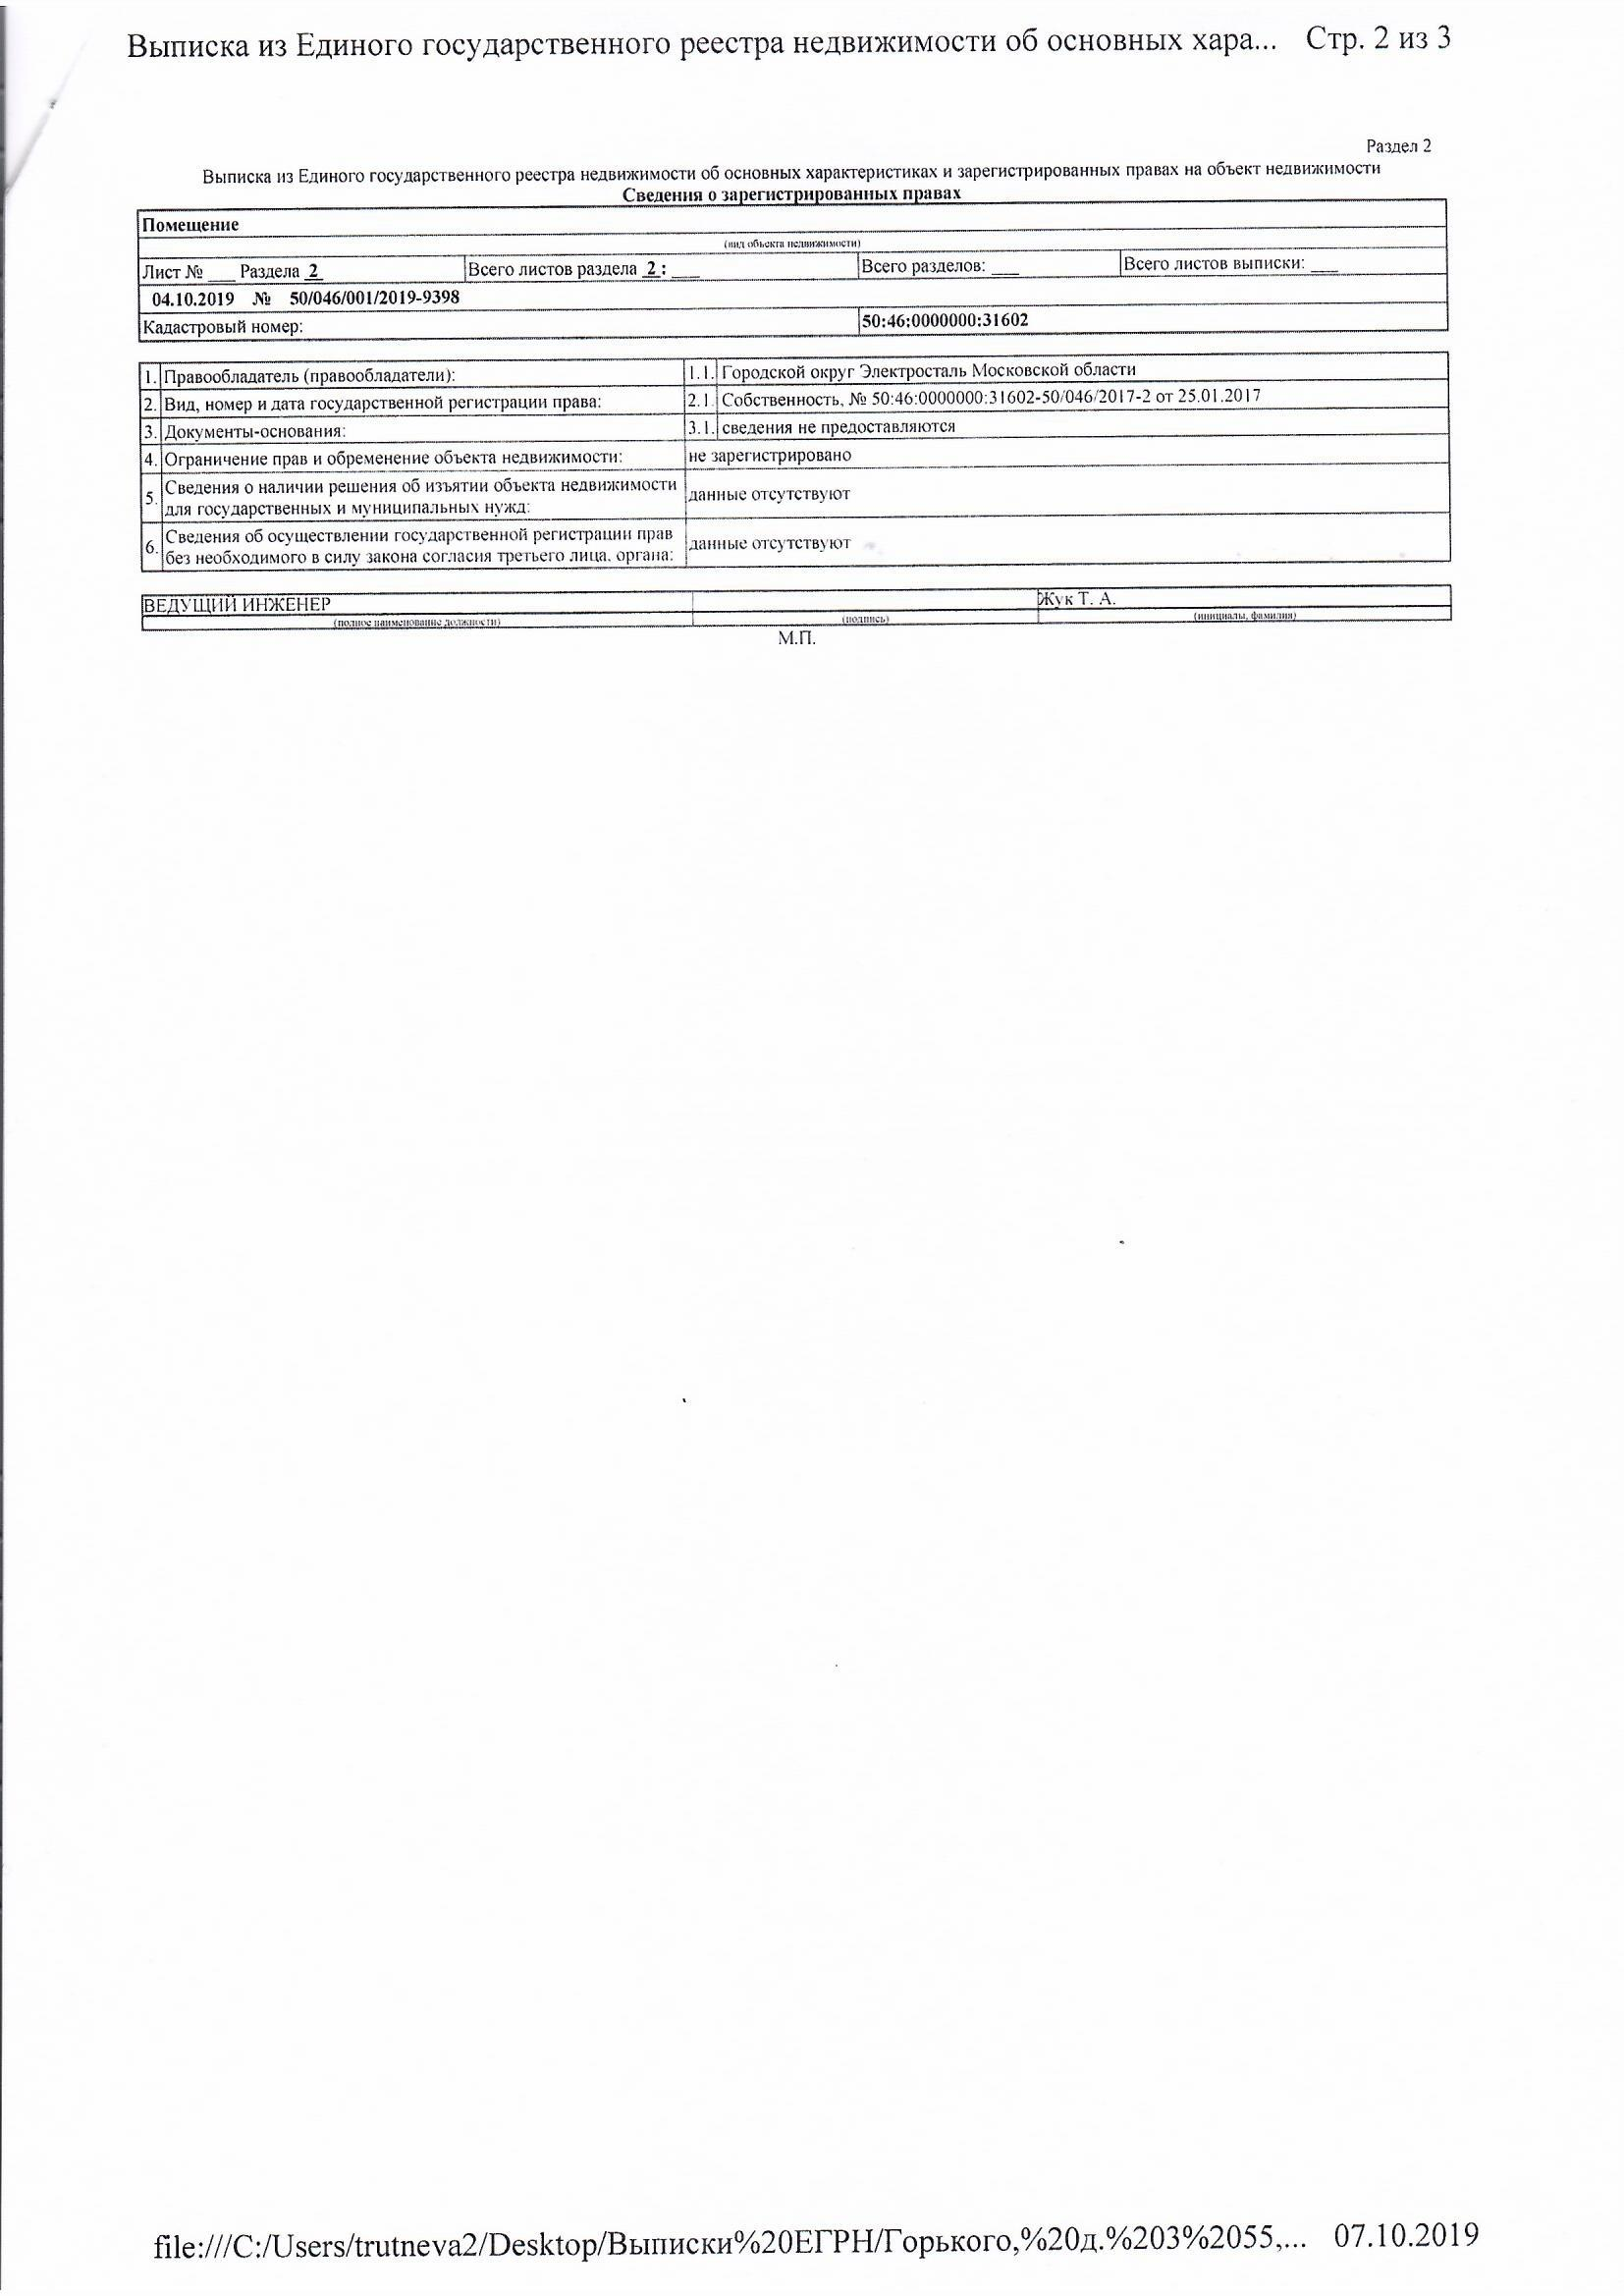 Выписка из Единого государственного реестра недвижимости об основных хара... Стр. 2 из 3
Раздел 2
Выписка из Единого государственного реестра недвижимости об основных характеристиках и зарегистрированных правах на объект недвижимости
Сведения о зарегистрированных правах
Помещение
(вид объекта недвижимости)
Лист № ___ Раздела 2 Всего листов раздела 2 : ___ Всего разделов: ___ Всего листов выписки: ___
04.10.2019 № 50/046/001/2019-9398
Кадастровый номер: 50:46:0000000:31602
1. Правообладатель (правообладатели): 1.1. Городской округ Электросталь Московской области
2. Вид, номер и дата государственной регистрации права: 2.1. Собственность, № 50:46:0000000:31602-50/046/2017-2 от 25.01.2017
3. Документы-основания: 3.1. сведения не предоставляются
4. Ограничение прав и обременение объекта недвижимости: не зарегистрировано
5. Сведения о наличии решения об изъятии объекта недвижимости
для государственных и муниципальных нужд: данные отсутствуют
6. Сведения об осуществлении государственной регистрации прав
без необходимого в силу закона согласия третьего лица, органа: данные отсутствуют
ВЕДУЩИЙ ИНЖЕНЕР Жук Т. А.
(полное наименование должности) (подпись) (инициалы, фамилия)
М.П.
file:///C:/Users/trutneva2/Desktop/Выписки%20ЕГРН/Горького,%20д.%203%2055,... 07.10.2019